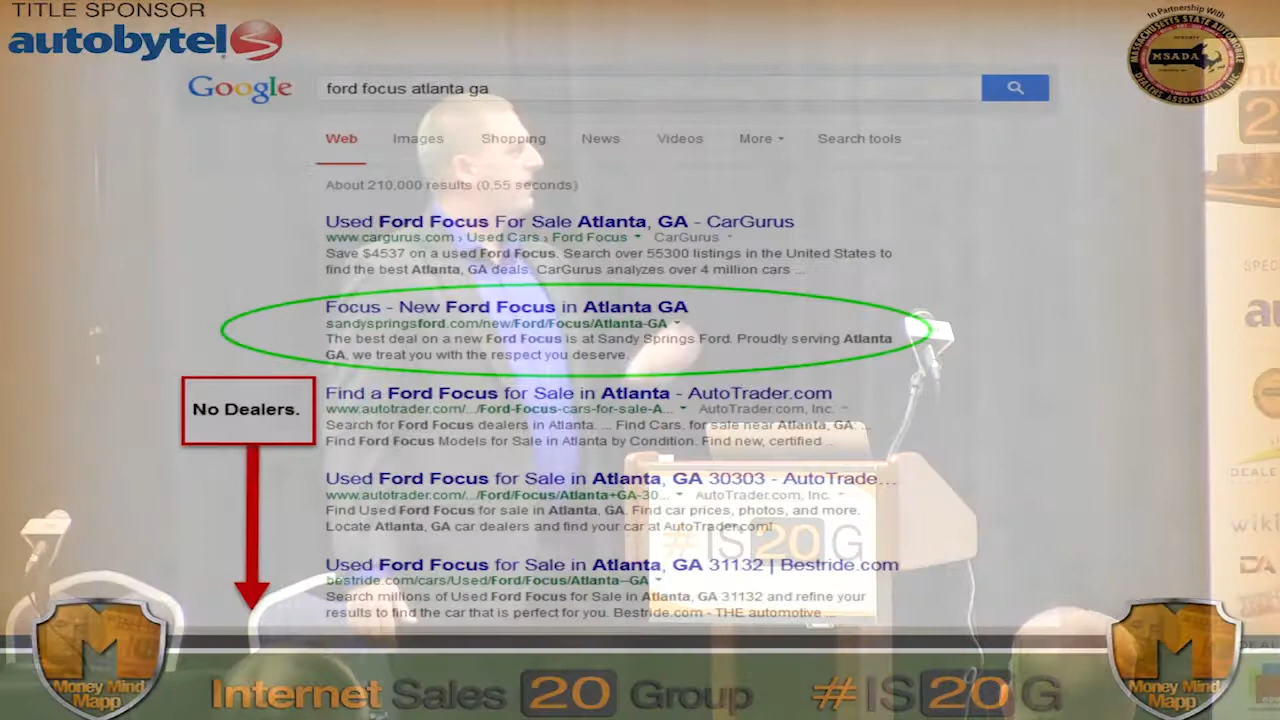 TITLE SPONSOR
autobytel
In Partnership With
MASSACHUSETTS STATE AUTOMOBILE DEALERS ASSOCIATION, INC.
MSADA
Google
ford focus atlanta ga
Web Images Shopping News Videos More Search tools
About 210,000 results (0.55 seconds)
Used Ford Focus For Sale Atlanta, GA - CarGurus
www.cargurus.com › Used Cars › Ford Focus CarGurus
Save $4537 on a used Ford Focus. Search over 55300 listings in the United States to
find the best Atlanta, GA deals. CarGurus analyzes over 4 million cars ...
Focus - New Ford Focus in Atlanta GA
sandyspringsford.com/new/Ford/Focus/Atlanta-GA
The best deal on a new Ford Focus is at Sandy Springs Ford. Proudly serving Atlanta
GA, we treat you with the respect you deserve.
No Dealers.
Find a Ford Focus for Sale in Atlanta - AutoTrader.com
www.autotrader.com/.../Ford-Focus-cars-for-sale-A... AutoTrader.com, Inc.
Search for Ford Focus dealers in Atlanta. ... Find Cars. for sale near Atlanta, GA. ...
Find Ford Focus Models for Sale in Atlanta by Condition. Find new, certified ...
Used Ford Focus for Sale in Atlanta, GA 30303 - AutoTrade...
www.autotrader.com/.../Ford/Focus/Atlanta+GA-30... AutoTrader.com, Inc.
Find Used Ford Focus for sale in Atlanta, GA. Find car prices, photos, and more.
Locate Atlanta, GA car dealers and find your car at AutoTrader.com!
#IS20G
Used Ford Focus for Sale in Atlanta, GA 31132 | Bestride.com
bestride.com/cars/Used/Ford/Focus/Atlanta--GA
Search millions of Used Ford Focus for Sale in Atlanta, GA 31132 and refine your
results to find the car that is perfect for you. Bestride.com - THE automotive ...
M
Money Mind
Mapp
Internet Sales 20 Group #IS20G
M
Money Mind
Mapp